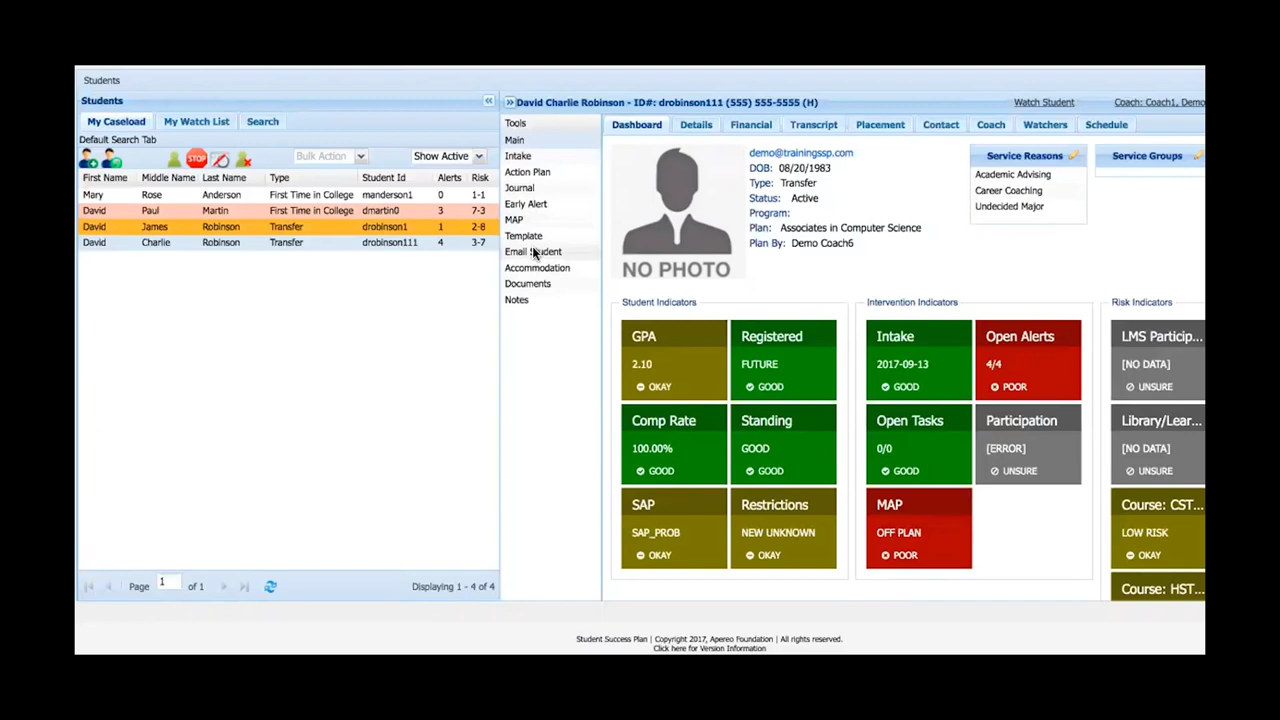 Students
Students
My Caseload My Watch List Search
Default Search Tab
STOP Bulk Action Show Active
First Name Middle Name Last Name Type Student Id Alerts Risk
Mary Rose Anderson First Time in College manderson1 0 1-1
David Paul Martin First Time in College dmartin0 3 7-3
David James Robinson Transfer drobinson1 1 2-8
David Charlie Robinson Transfer drobinson111 4 3-7
Page 1 of 1 Displaying 1 - 4 of 4
David Charlie Robinson - ID#: drobinson111 (555) 555-5555 (H) Watch Student Coach: Coach1, Demo
Tools
Main
Intake
Action Plan
Journal
Early Alert
MAP
Template
Email Student
Accommodation
Documents
Notes
Dashboard Details Financial Transcript Placement Contact Coach Watchers Schedule
NO PHOTO
demo@trainingssp.com
DOB: 08/20/1983
Type: Transfer
Status: Active
Program:
Plan: Associates in Computer Science
Plan By: Demo Coach6
Service Reasons
Academic Advising
Career Coaching
Undecided Major
Service Groups
Student Indicators
GPA
2.10
OKAY
Registered
FUTURE
GOOD
Comp Rate
100.00%
GOOD
Standing
GOOD
GOOD
SAP
SAP_PROB
OKAY
Restrictions
NEW UNKNOWN
OKAY
Intervention Indicators
Intake
2017-09-13
GOOD
Open Alerts
4/4
POOR
Open Tasks
0/0
GOOD
Participation
[ERROR]
UNSURE
MAP
OFF PLAN
POOR
Risk Indicators
LMS Particip...
[NO DATA]
UNSURE
Library/Lear...
[NO DATA]
UNSURE
Course: CST...
LOW RISK
OKAY
Course: HST...
Student Success Plan | Copyright 2017, Apereo Foundation | All rights reserved.
Click here for Version Information